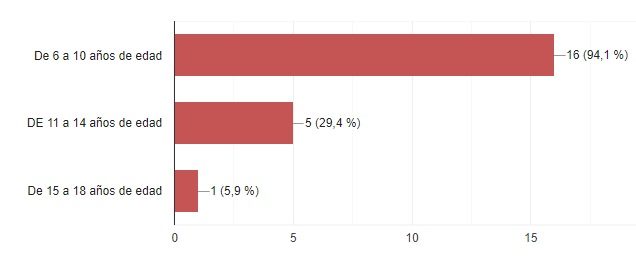 De 6 a 10 años de edad
16 (94,1 %)
DE 11 a 14 años de edad
5 (29,4 %)
De 15 a 18 años de edad
1 (5,9 %)
0 5 10 15